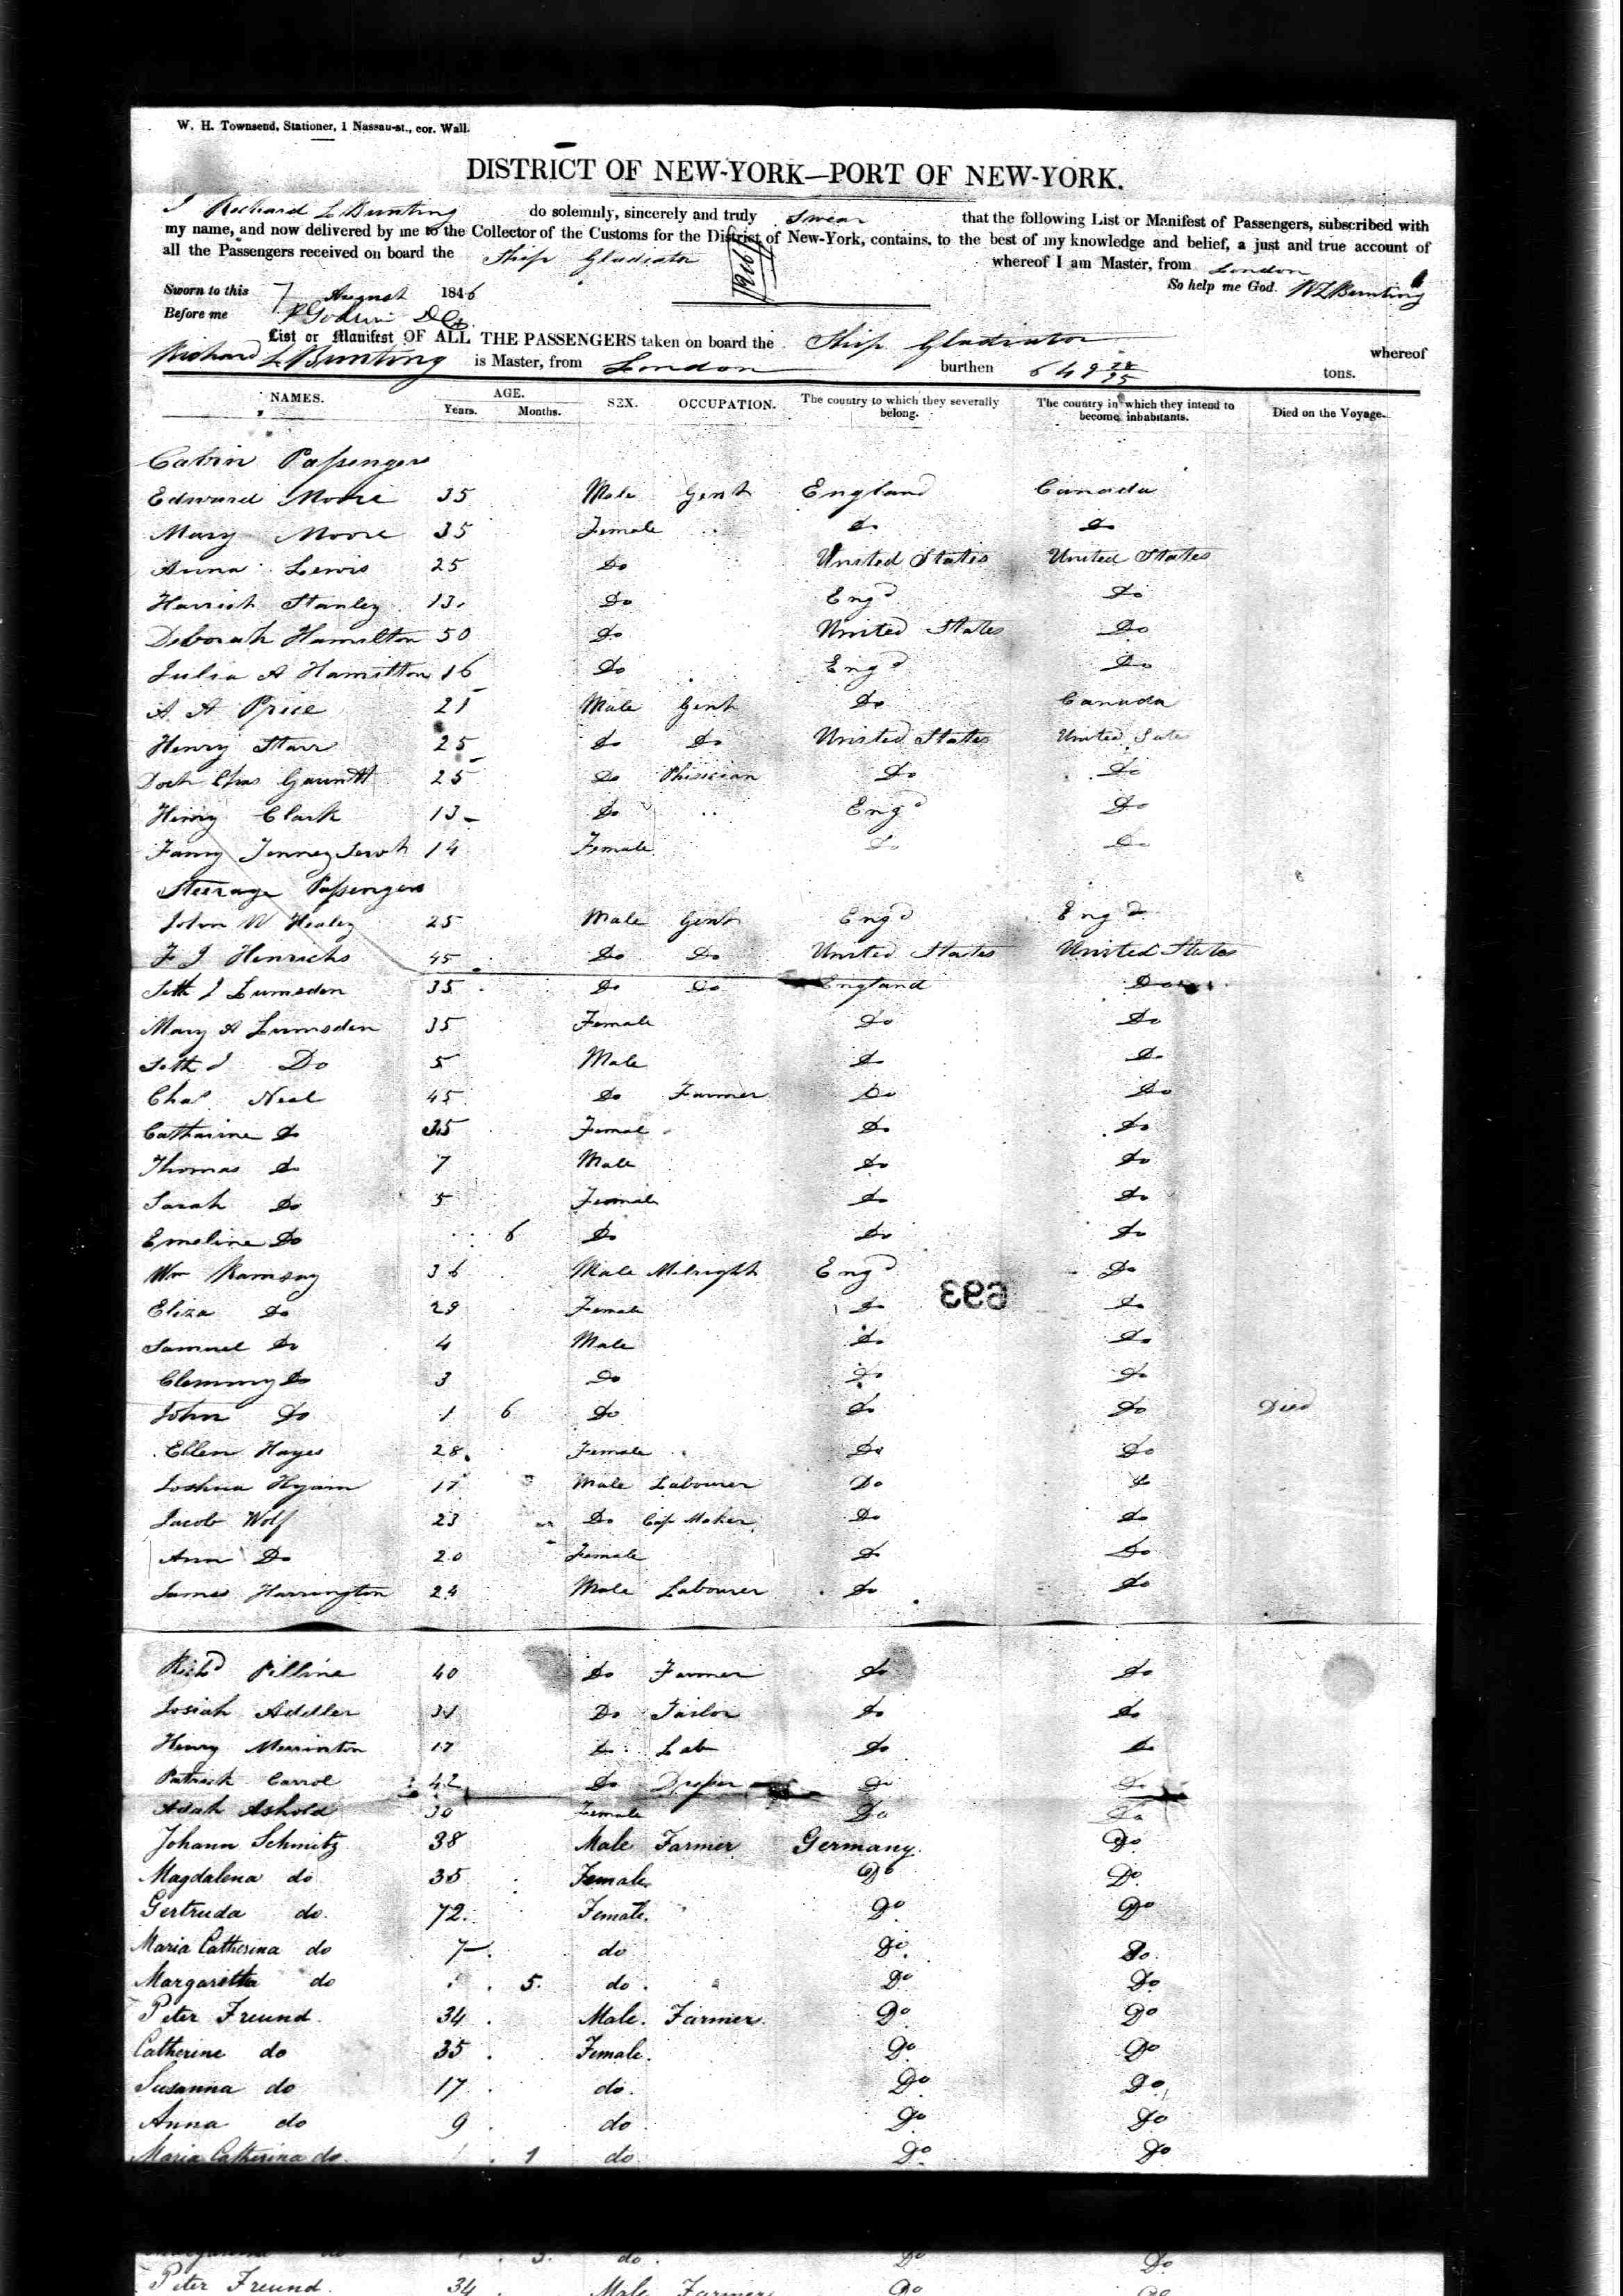 W. H. Townsend, Stationer, 1 Nassau-st., cor. Wall.
DISTRICT OF NEW-YORK—PORT OF NEW-YORK.
I Richard L Bunting do solemnly, sincerely and truly swear that the following List or Manifest of Passengers, subscribed with
my name, and now delivered by me to the Collector of the Customs for the District of New-York, contains, to the best of my knowledge and belief, a just and true account of
all the Passengers received on board the Ship Gladiator whereof I am Master, from London
Sworn to this 7 August 1846 So help me God. R L Bunting
Before me
List or Manifest OF ALL THE PASSENGERS taken on board the Ship Gladiator whereof
Richard L Bunting is Master, from London burthen 649 tons.
NAMES. AGE. Years. Months. SEX. OCCUPATION. The country to which they severally belong. The country in which they intend to become inhabitants. Died on the Voyage.
Cabin Passengers
Edward Moore 35 Male Gent England Canada
Mary Moore 35 Female Do Do
Anna Lewis 25 Do United States United States
Harriet Stanley 13 Do Engd Do
Deborah Hamilton 50 Do United States Do
Julia A Hamilton 16 Do Engd Do
A. A Price 21 Male Gent Do Canada
Henry Starr 25 Do Do United States United States
Doct Chas 25 Do Phisician Do Do
Henry Clark 13 Do Engd Do
Fanny 14 Female Do Do
Steerage Passengers
John W Healey 25 Male Gent Engd Engd
F J Henrichs 45 Do Do United States United States
Seth J Lumsden 35 Do Do England Do
Mary A Lumsden 35 Female Do Do
Seth J Do 5 Male Do Do
Chas Neal 45 Do Farmer Do Do
Catharine Do 35 Femal Do Do
Thomas Do 7 Male Do Do
Sarah Do 5 Female Do Do
Emeline Do 6 Do Do Do
Wm Ramsay 36 Male Milright Engd Do
693
Eliza Do 29 Female Do Do
Samuel Do 4 Male Do Do
Clemmy Do 3 Do Do Do
John Do 1 6 Do Do Do Died
Ellen Hayes 28 Female Do Do
Joshua Hyam 17 Male Labourer Do Do
Jacob Wolf 23 Do Cap Maker Do Do
Ann Do 20 Female Do Do
James Harrington 24 Male Labourer Do Do
Richd Pilline 40 Do Farmer Do Do
Josiah Addler Do Tailor Do Do
Henry Merrinton 17 Do Lab Do Do
Patrick Carrol 42 Do Draper Do Do
Adah Ashold 30 Female Do Do
Johann Schmitz 38 Male Farmer Germany Do
Magdalena do 35 Female Do Do
Gertruda do. 72. Female. Do Do
Maria Catherina do 7 do Do Do
Margaretta do 5. do Do Do
Peter Freund 34 Male. Farmer. Do Do
Catherine do 35 Female. Do Do
Susanna do 17 do. Do Do
Anna do 9 do Do Do
Maria Catherina do 1 do Do Do
do 5. do. Do Do
Peter Freund. 34 Male Farmer Do Do